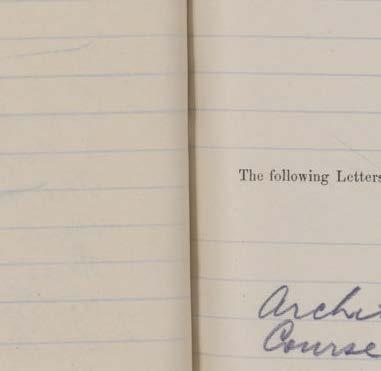 The following Letters
Archi
Course